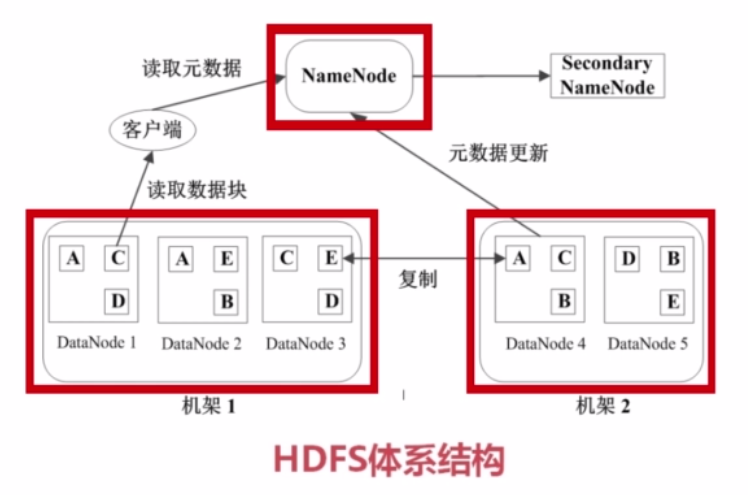 读取元数据
NameNode
Secondary
NameNode
客户端
元数据更新
读取数据块
A C
D
DataNode 1
A E
B
DataNode 2
C E
D
DataNode 3
复制
A C
B
DataNode 4
D B
E
DataNode 5
机架 1
机架 2
HDFS体系结构